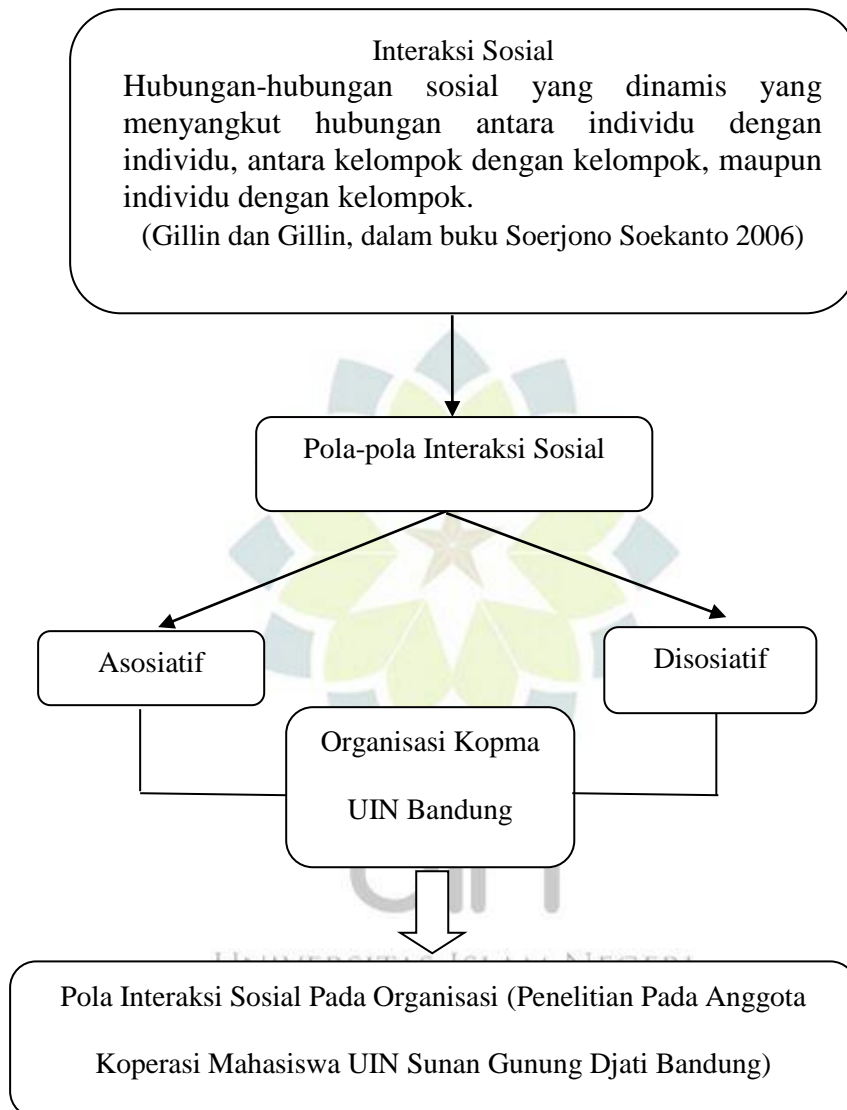 Interaksi Sosial
Hubungan-hubungan sosial yang dinamis yang
menyangkut hubungan antara individu dengan
individu, antara kelompok dengan kelompok, maupun
individu dengan kelompok.
(Gillin dan Gillin, dalam buku Soerjono Soekanto 2006)
Pola-pola Interaksi Sosial
Asosiatif
Disosiatif
Organisasi Kopma
UIN Bandung
Pola Interaksi Sosial Pada Organisasi (Penelitian Pada Anggota
Koperasi Mahasiswa UIN Sunan Gunung Djati Bandung)